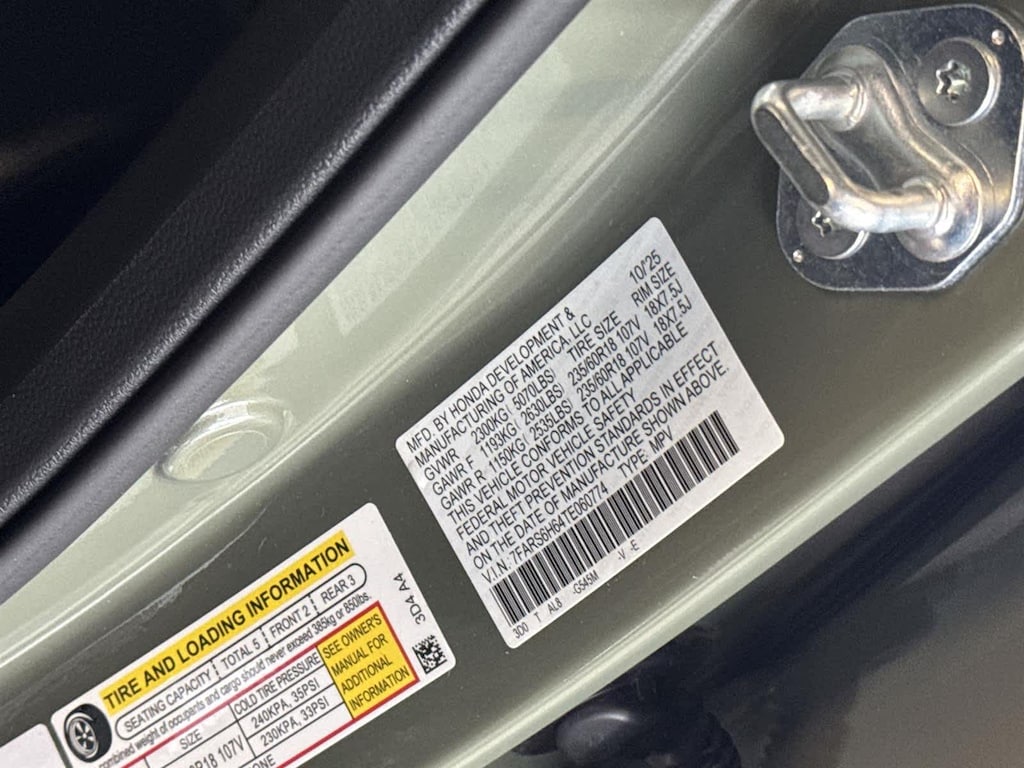 MFD. BY HONDA DEVELOPMENT &
MANUFACTURING OF AMERICA, LLC 10/'25
GVWR 2300KG( 5070LBS) TIRE SIZE RIM SIZE
GAWR F 1193KG( 2630LBS) 235/60R18 107V 18X7.5J
GAWR R 1150KG( 2535LBS) 235/60R18 107V 18X7.5J
THIS VEHICLE CONFORMS TO ALL APPLICABLE
FEDERAL MOTOR VEHICLE SAFETY
AND THEFT PREVENTION STANDARDS IN EFFECT
ON THE DATE OF MANUFACTURE SHOWN ABOVE.
V.I.N: 7FARS6H64TE060774 TYPE: MPV
3D0 T AL8 -G545M -V -E
TIRE AND LOADING INFORMATION
SEATING CAPACITY TOTAL 5 FRONT 2 REAR 3
combined weight of occupants and cargo should never exceed 385kg or 850lbs.
SIZE COLD TIRE PRESSURE
R18 107V 240KPA, 35PSI
230KPA, 33PSI
SEE OWNER'S
MANUAL FOR
ADDITIONAL
INFORMATION
3D4 A4